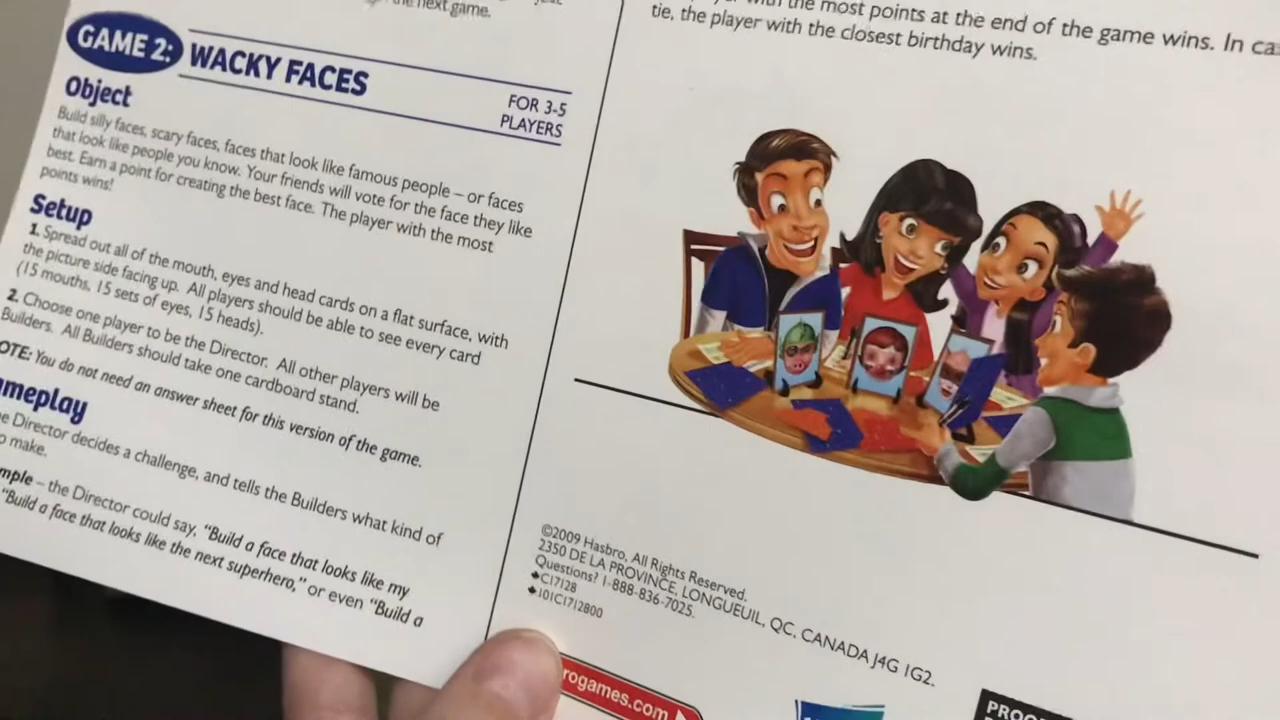 the next game.
GAME 2: WACKY FACES
FOR 3-5
PLAYERS
Object
Build silly faces, scary faces, faces that look like famous people – or faces
that look like people you know. Your friends will vote for the face they like
best. Earn a point for creating the best face. The player with the most
points wins!
Setup
1. Spread out all of the mouth, eyes and head cards on a flat surface, with
the picture side facing up. All players should be able to see every card
(15 mouths, 15 sets of eyes, 15 heads).
2. Choose one player to be the Director. All other players will be
Builders. All Builders should take one cardboard stand.
OTE: You do not need an answer sheet for this version of the game.
ameplay
e Director decides a challenge, and tells the Builders what kind of
o make.
mple – the Director could say, "Build a face that looks like my
"Build a face that looks like the next superhero," or even "Build a
with the most points at the end of the game wins. In ca
tie, the player with the closest birthday wins.
©2009 Hasbro, All Rights Reserved.
2350 DE LA PROVINCE, LONGUEUIL, QC, CANADA J4G 1G2.
Questions? 1-888-836-7025.
C17128
101C1712800
rogames.com
PROO